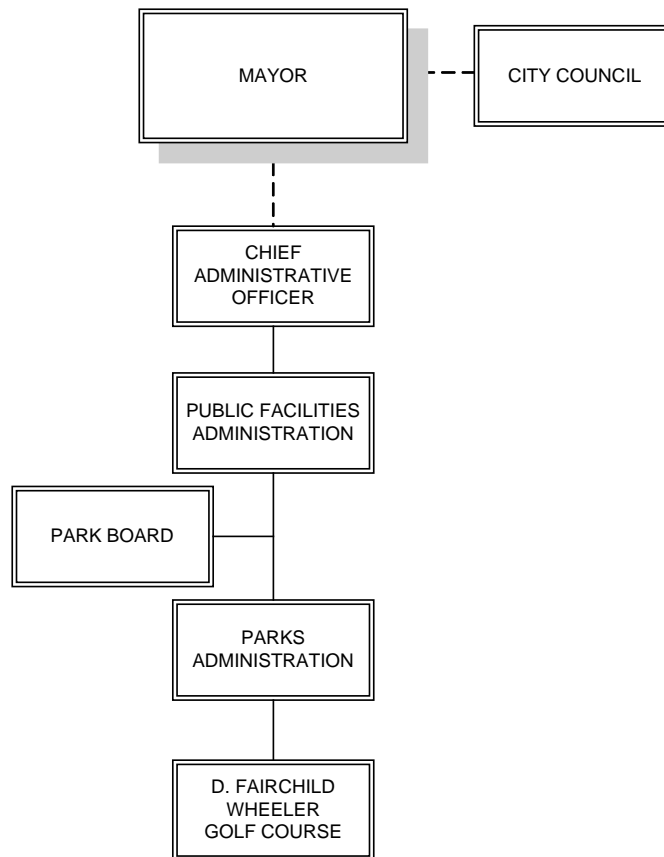 MAYOR
CITY COUNCIL
CHIEF
ADMINISTRATIVE
OFFICER
PUBLIC FACILITIES
ADMINISTRATION
PARK BOARD
PARKS
ADMINISTRATION
D. FAIRCHILD
WHEELER
GOLF COURSE